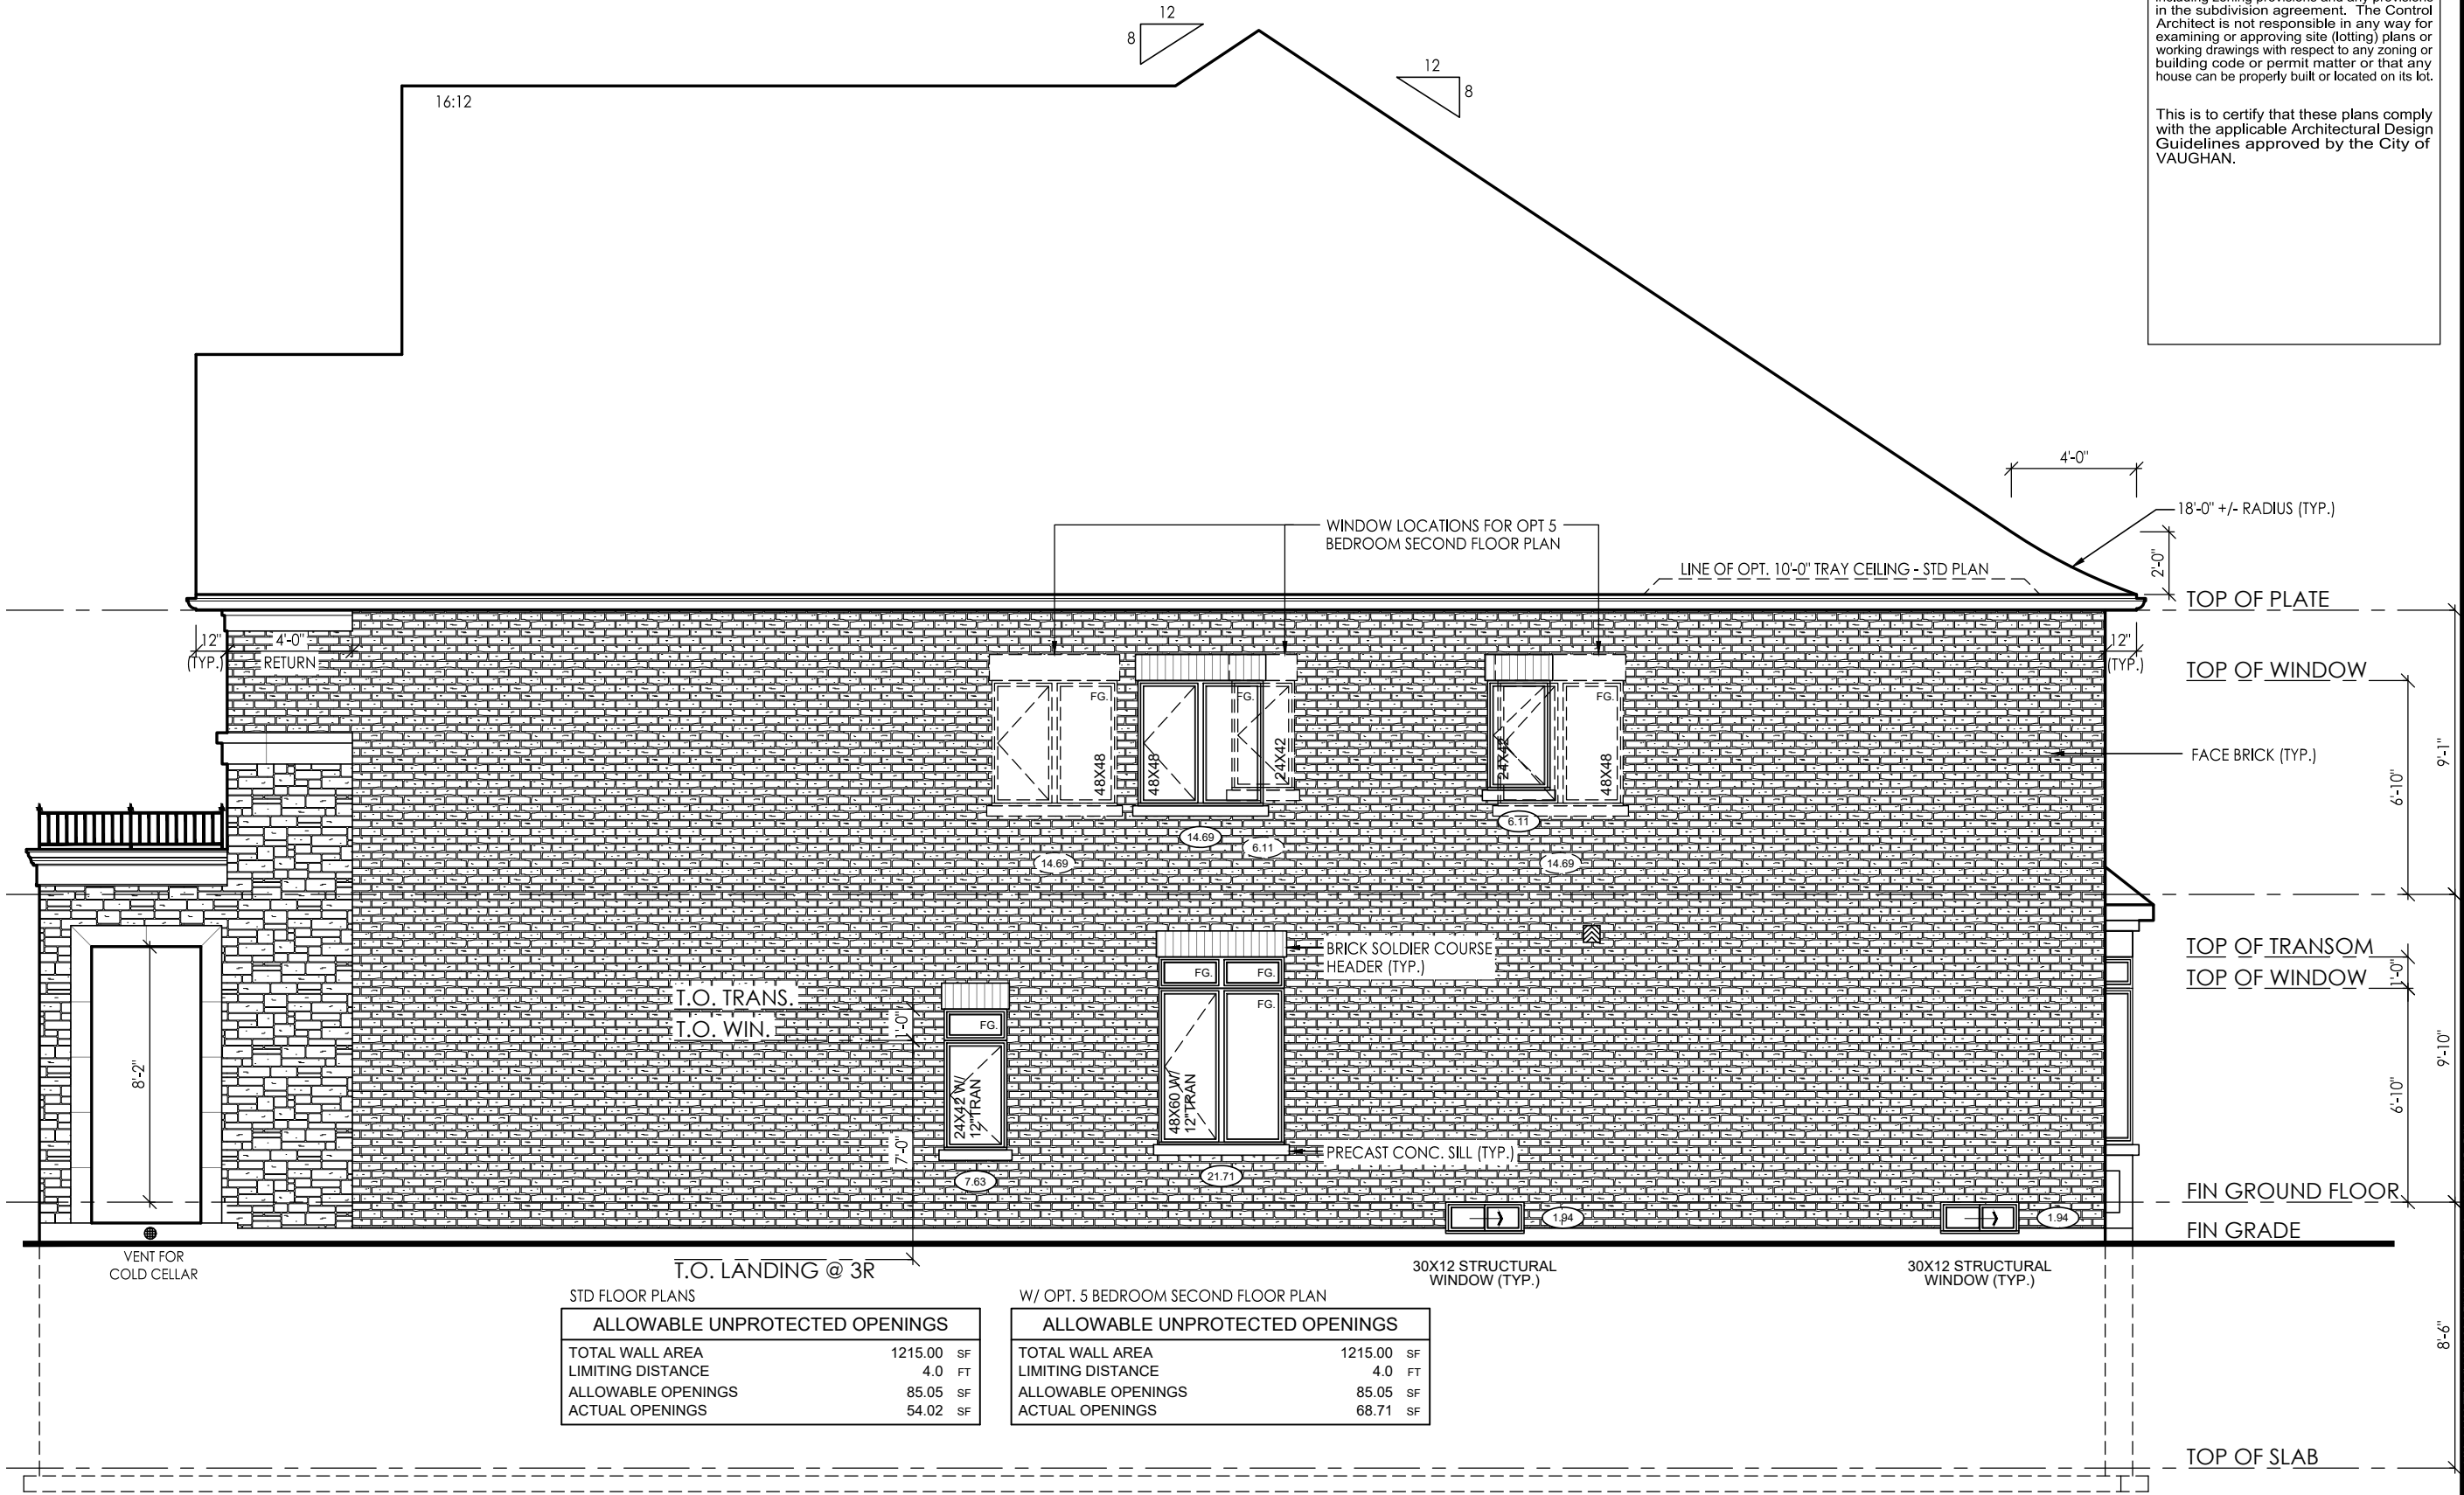 including zoning provisions and any provisions
in the subdivision agreement. The Control
Architect is not responsible in any way for
examining or approving site (lotting) plans or
working drawings with respect to any zoning or
building code or permit matter or that any
house can be properly built or located on its lot.
This is to certify that these plans comply
with the applicable Architectural Design
Guidelines approved by the City of
VAUGHAN.
12
8
12
8
16:12
4'-0"
18'-0" +/- RADIUS (TYP.)
2'-0"
WINDOW LOCATIONS FOR OPT 5
BEDROOM SECOND FLOOR PLAN
LINE OF OPT. 10'-0" TRAY CEILING - STD PLAN
TOP OF PLATE
12"
(TYP.)
4'-0"
RETURN
12"
(TYP.)
TOP OF WINDOW
FG.
48X48
48X48
FG.
24X42
24X42
FG.
48X48
FACE BRICK (TYP.)
9'-1"
6'-10"
14.69
14.69
6.11
6.11
14.69
BRICK SOLDIER COURSE
HEADER (TYP.)
TOP OF TRANSOM
TOP OF WINDOW
1'-0"
T.O. TRANS.
T.O. WIN.
1'-0"
FG.
FG.
FG.
FG.
8'-2"
24X42 W/
12"TRAN
48X60 W/
12"TRAN
7'-0"
9'-10"
6'-10"
PRECAST CONC. SILL (TYP.)
7.63
21.71
1.94
1.94
FIN GROUND FLOOR
FIN GRADE
VENT FOR
COLD CELLAR
T.O. LANDING @ 3R
30X12 STRUCTURAL
WINDOW (TYP.)
30X12 STRUCTURAL
WINDOW (TYP.)
8'-6"
STD FLOOR PLANS
ALLOWABLE UNPROTECTED OPENINGS
TOTAL WALL AREA 1215.00 SF
LIMITING DISTANCE 4.0 FT
ALLOWABLE OPENINGS 85.05 SF
ACTUAL OPENINGS 54.02 SF
W/ OPT. 5 BEDROOM SECOND FLOOR PLAN
ALLOWABLE UNPROTECTED OPENINGS
TOTAL WALL AREA 1215.00 SF
LIMITING DISTANCE 4.0 FT
ALLOWABLE OPENINGS 85.05 SF
ACTUAL OPENINGS 68.71 SF
TOP OF SLAB